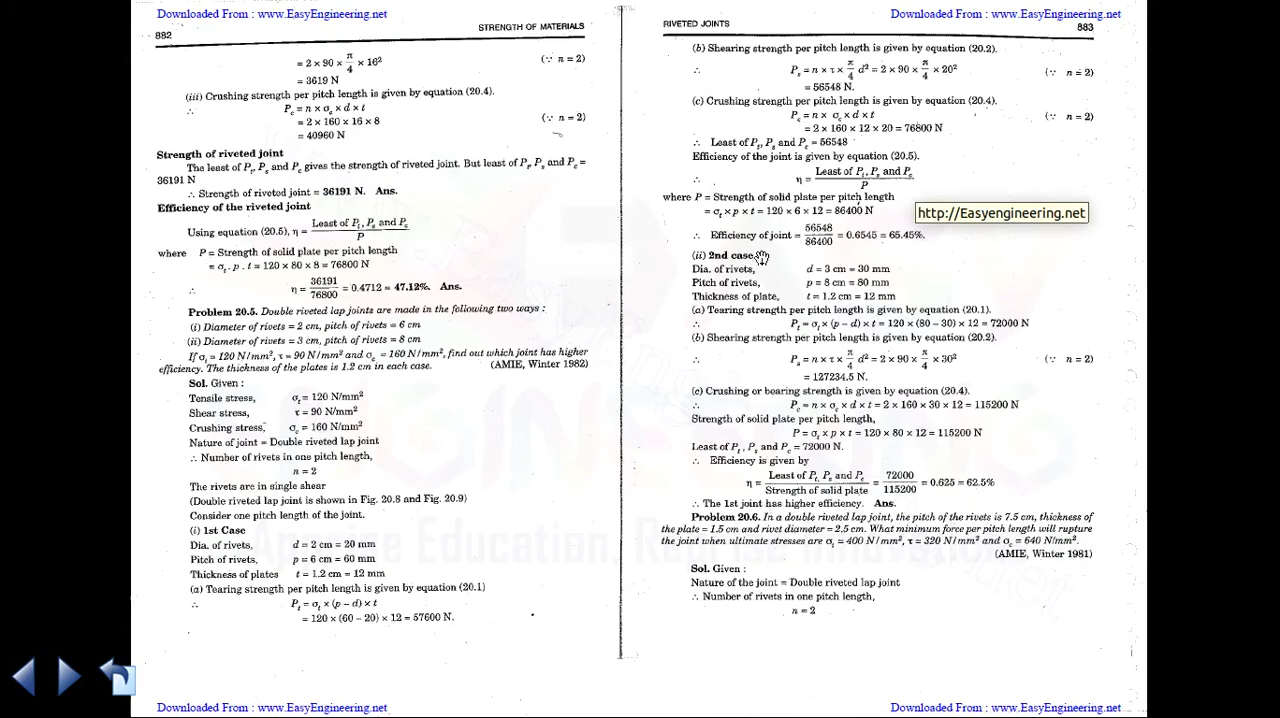 Downloaded From : www.EasyEngineering.net
882
STRENGTH OF MATERIALS
= 2 × 90 × π/4 × 16² (∵ n = 2)
= 3619 N
(iii) Crushing strength per pitch length is given by equation (20.4).
∴ P_c = n × σ_c × d × t
= 2 × 160 × 16 × 8 (∵ n = 2)
= 40960 N
Strength of riveted joint
The least of P_t, P_s and P_c gives the strength of riveted joint. But least of P_t, P_s and P_c =
36191 N
∴ Strength of riveted joint = 36191 N. Ans.
Efficiency of the riveted joint
Using equation (20.5), η = Least of P_t, P_s and P_c / P
where P = Strength of solid plate per pitch length
= σ_t . p . t = 120 × 80 × 8 = 76800 N
∴ η = 36191/76800 = 0.4712 = 47.12%. Ans.
Problem 20.5. Double riveted lap joints are made in the following two ways :
(i) Diameter of rivets = 2 cm, pitch of rivets = 6 cm
(ii) Diameter of rivets = 3 cm, pitch of rivets = 8 cm
If σ_t = 120 N/mm², τ = 90 N/mm² and σ_c = 160 N/mm², find out which joint has higher
efficiency. The thickness of the plates is 1.2 cm in each case. (AMIE, Winter 1982)
Sol. Given :
Tensile stress, σ_t = 120 N/mm²
Shear stress, τ = 90 N/mm²
Crushing stress, σ_c = 160 N/mm²
Nature of joint = Double riveted lap joint
∴ Number of rivets in one pitch length,
n = 2
The rivets are in single shear
(Double riveted lap joint is shown in Fig. 20.8 and Fig. 20.9)
Consider one pitch length of the joint.
(i) 1st Case
Dia. of rivets, d = 2 cm = 20 mm
Pitch of rivets, p = 6 cm = 60 mm
Thickness of plates t = 1.2 cm = 12 mm
(a) Tearing strength per pitch length is given by equation (20.1)
∴ P_t = σ_t × (p – d) × t
= 120 × (60 – 20) × 12 = 57600 N.
Downloaded From : www.EasyEngineering.net
Downloaded From : www.EasyEngineering.net
RIVETED JOINTS
883
(b) Shearing strength per pitch length is given by equation (20.2).
∴ P_s = n × τ × π/4 d² = 2 × 90 × π/4 × 20² (∵ n = 2)
= 56548 N.
(c) Crushing strength per pitch length is given by equation (20.4).
P_c = n × σ_c × d × t (∵ n = 2)
= 2 × 160 × 12 × 20 = 76800 N
∴ Least of P_t, P_s and P_c = 56548
Efficiency of the joint is given by equation (20.5).
∴ η = Least of P_t, P_s and P_c / P
where P = Strength of solid plate per pitch length
= σ_t × p × t = 120 × 6 × 12 = 86400 N
http://Easyengineering.net
∴ Efficiency of joint = 56548/86400 = 0.6545 = 65.45%.
(ii) 2nd case
Dia. of rivets, d = 3 cm = 30 mm
Pitch of rivets, p = 8 cm = 80 mm
Thickness of plate, t = 1.2 cm = 12 mm
(a) Tearing strength per pitch length is given by equation (20.1).
∴ P_t = σ_t × (p – d) × t = 120 × (80 – 30) × 12 = 72000 N
(b) Shearing strength per pitch length is given by equation (20.2).
∴ P_s = n × τ × π/4 d² = 2 × 90 × π/4 × 30² (∵ n = 2)
= 127234.5 N.
(c) Crushing or bearing strength is given by equation (20.4).
∴ P_c = n × σ_c × d × t = 2 × 160 × 30 × 12 = 115200 N
Strength of solid plate per pitch length,
P = σ_t × p × t = 120 × 80 × 12 = 115200 N
Least of P_t, P_s and P_c = 72000 N.
∴ Efficiency is given by
η = Least of P_t, P_s and P_c / Strength of solid plate = 72000/115200 = 0.625 = 62.5%
∴ The 1st joint has higher efficiency. Ans.
Problem 20.6. In a double riveted lap joint, the pitch of the rivets is 7.5 cm, thickness of
the plate = 1.5 cm and rivet diameter = 2.5 cm. What minimum force per pitch length will rupture
the joint when ultimate stresses are σ_t = 400 N/mm², τ = 320 N/mm² and σ_c = 640 N/mm².
(AMIE, Winter 1981)
Sol. Given :
Nature of the joint = Double riveted lap joint
∴ Number of rivets in one pitch length,
n = 2
Downloaded From : www.EasyEngineering.net